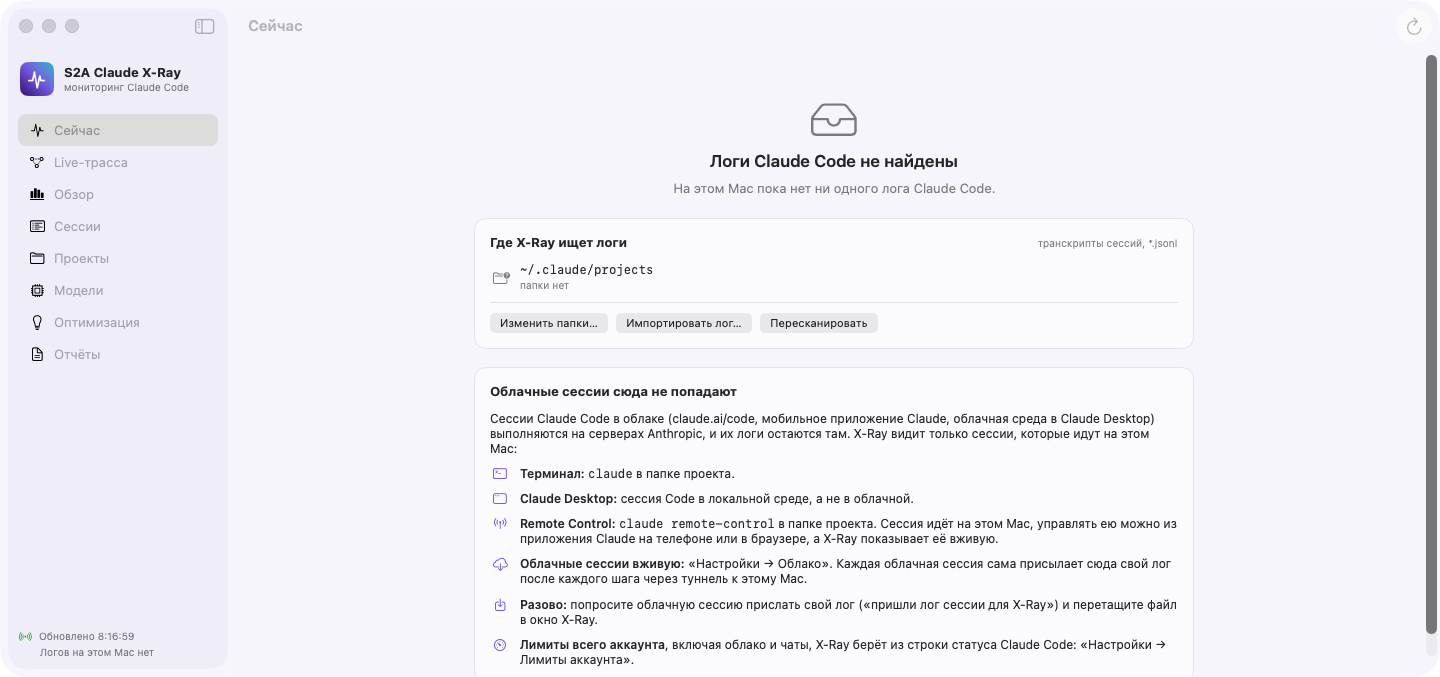 Сейчас
S2A Claude X-Ray
мониторинг Claude Code
Сейчас
Live-трасса
Обзор
Сессии
Проекты
Модели
Оптимизация
Отчёты
Обновлено 8:16:59
Логов на этом Mac нет
Логи Claude Code не найдены
На этом Mac пока нет ни одного лога Claude Code.
Где X-Ray ищет логи
транскрипты сессий, *.jsonl
~/.claude/projects
папки нет
Изменить папки...
Импортировать лог...
Пересканировать
Облачные сессии сюда не попадают
Сессии Claude Code в облаке (claude.ai/code, мобильное приложение Claude, облачная среда в Claude Desktop)
выполняются на серверах Anthropic, и их логи остаются там. X-Ray видит только сессии, которые идут на этом
Mac:
Терминал: claude в папке проекта.
Claude Desktop: сессия Code в локальной среде, а не в облачной.
Remote Control: claude remote-control в папке проекта. Сессия идёт на этом Mac, управлять ею можно из
приложения Claude на телефоне или в браузере, а X-Ray показывает её вживую.
Облачные сессии вживую: «Настройки → Облако». Каждая облачная сессия сама присылает сюда свой лог
после каждого шага через туннель к этому Mac.
Разово: попросите облачную сессию прислать свой лог («пришли лог сессии для X-Ray») и перетащите файл
в окно X-Ray.
Лимиты всего аккаунта, включая облако и чаты, X-Ray берёт из строки статуса Claude Code: «Настройки →
Лимиты аккаунта».